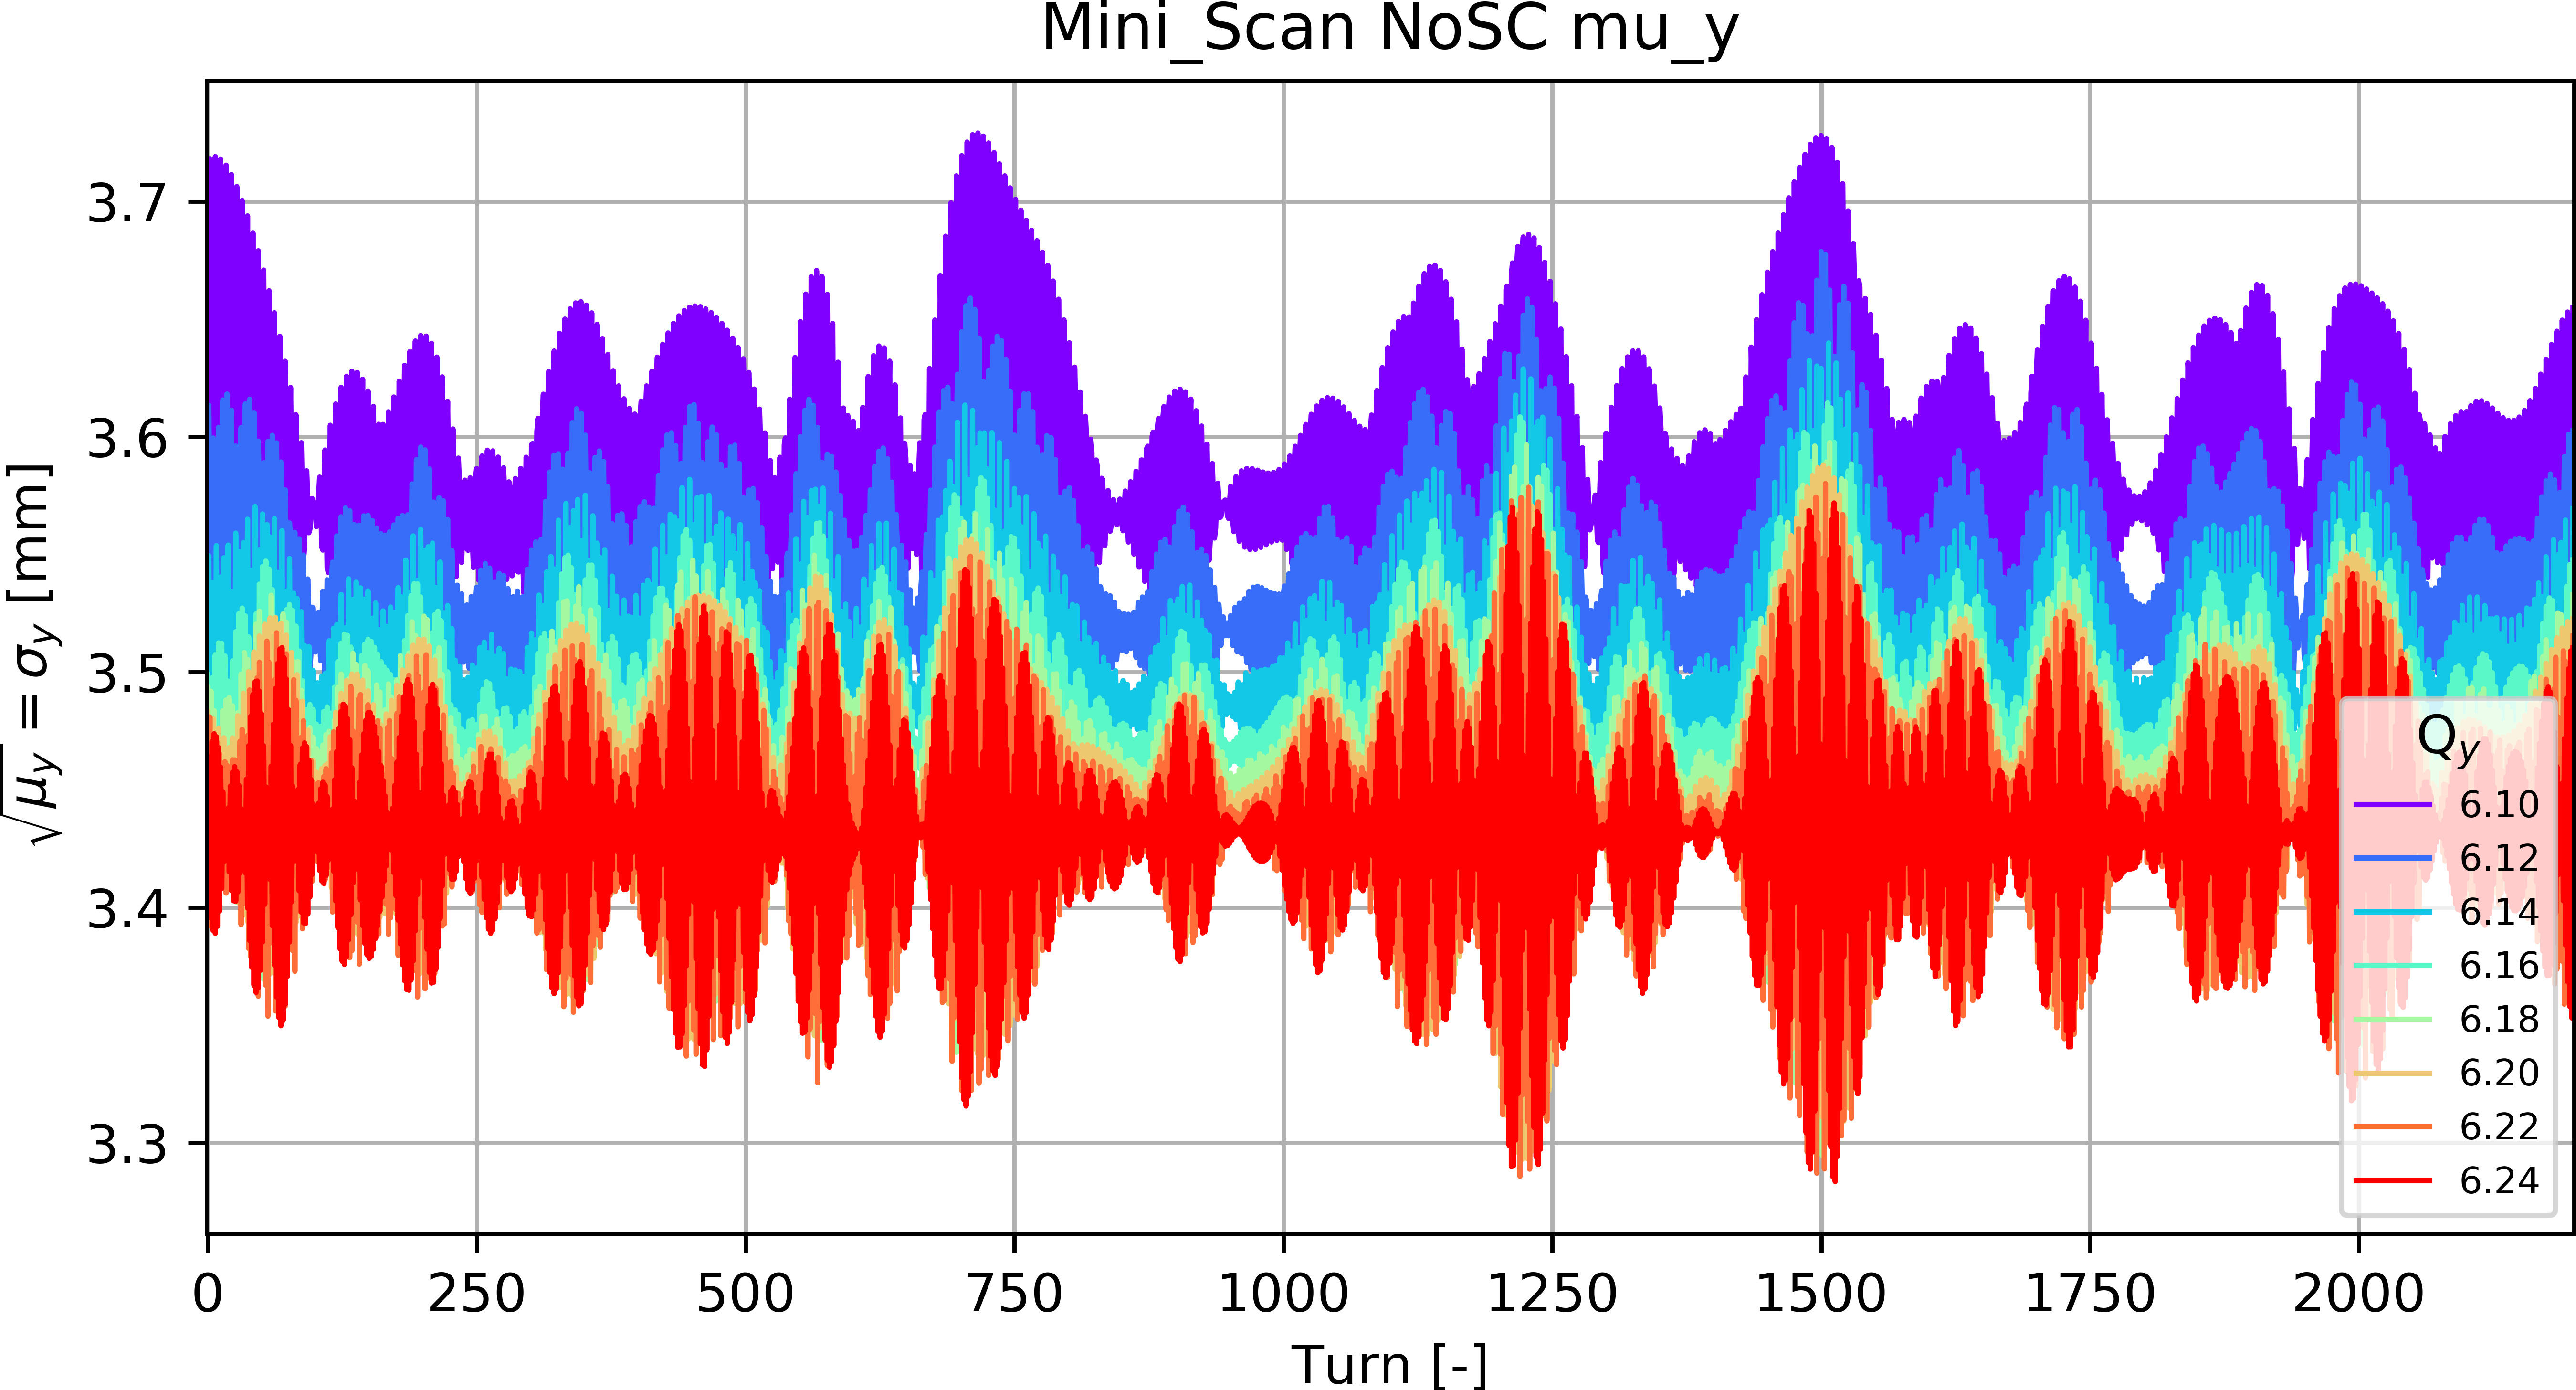 Mini_Scan NoSC mu_y
√μy = σy [mm]
3.7
3.6
3.5
3.4
3.3
0 250 500 750 1000 1250 1500 1750 2000
Turn [-]
Qy
6.10
6.12
6.14
6.16
6.18
6.20
6.22
6.24